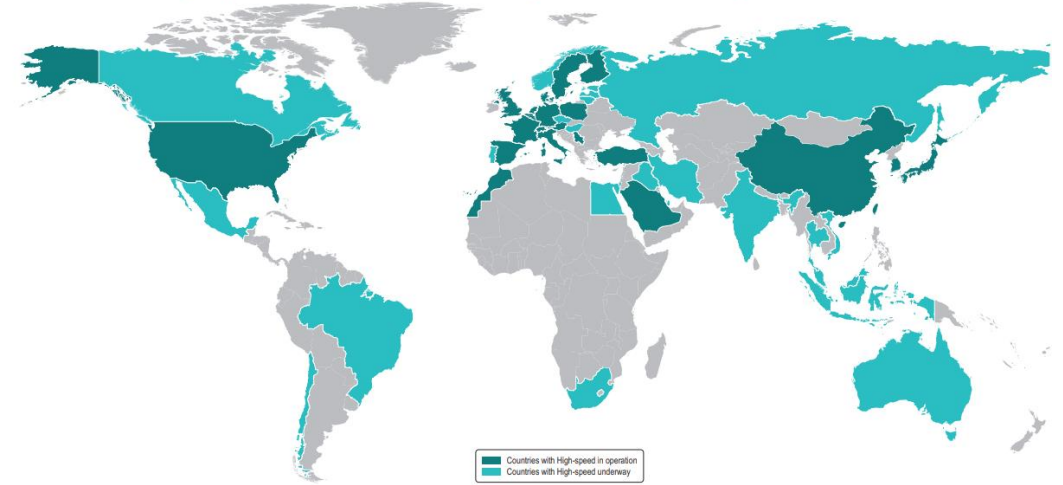 Countries with High-speed in operation
Countries with High-speed underway